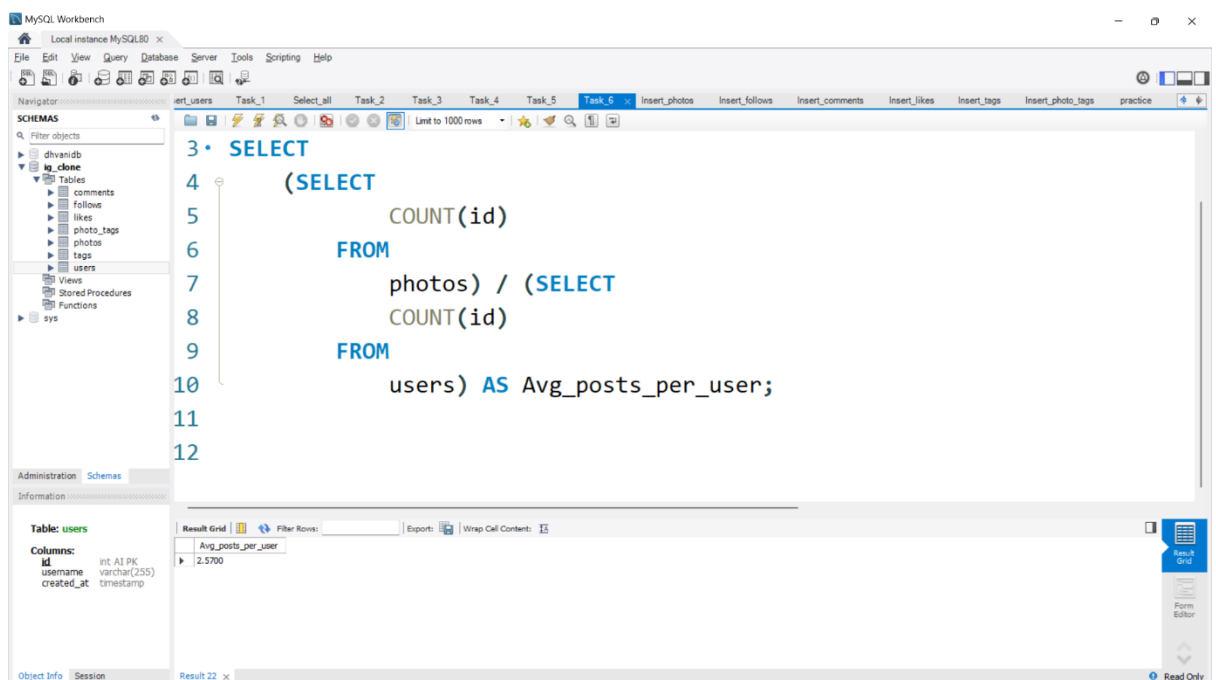 MySQL Workbench
Local instance MySQL80
File Edit View Query Database Server Tools Scripting Help
Navigator
SCHEMAS
Filter objects
dhvanidb
ig_clone
Tables
comments
follows
likes
photo_tags
photos
tags
users
Views
Stored Procedures
Functions
sys
Administration Schemas
Information
Table: users
Columns:
id int AI PK
username varchar(255)
created_at timestamp
Object Info Session
ert_users Task_1 Select_all Task_2 Task_3 Task_4 Task_5 Task_6 Insert_photos Insert_follows Insert_comments Insert_likes Insert_tags Insert_photo_tags practice
Limit to 1000 rows
3 SELECT
4 (SELECT
5 COUNT(id)
6 FROM
7 photos) / (SELECT
8 COUNT(id)
9 FROM
10 users) AS Avg_posts_per_user;
11
12
Result Grid Filter Rows: Export: Wrap Cell Content:
Avg_posts_per_user
2.5700
Result
Grid
Form
Editor
Result 22
Read Only